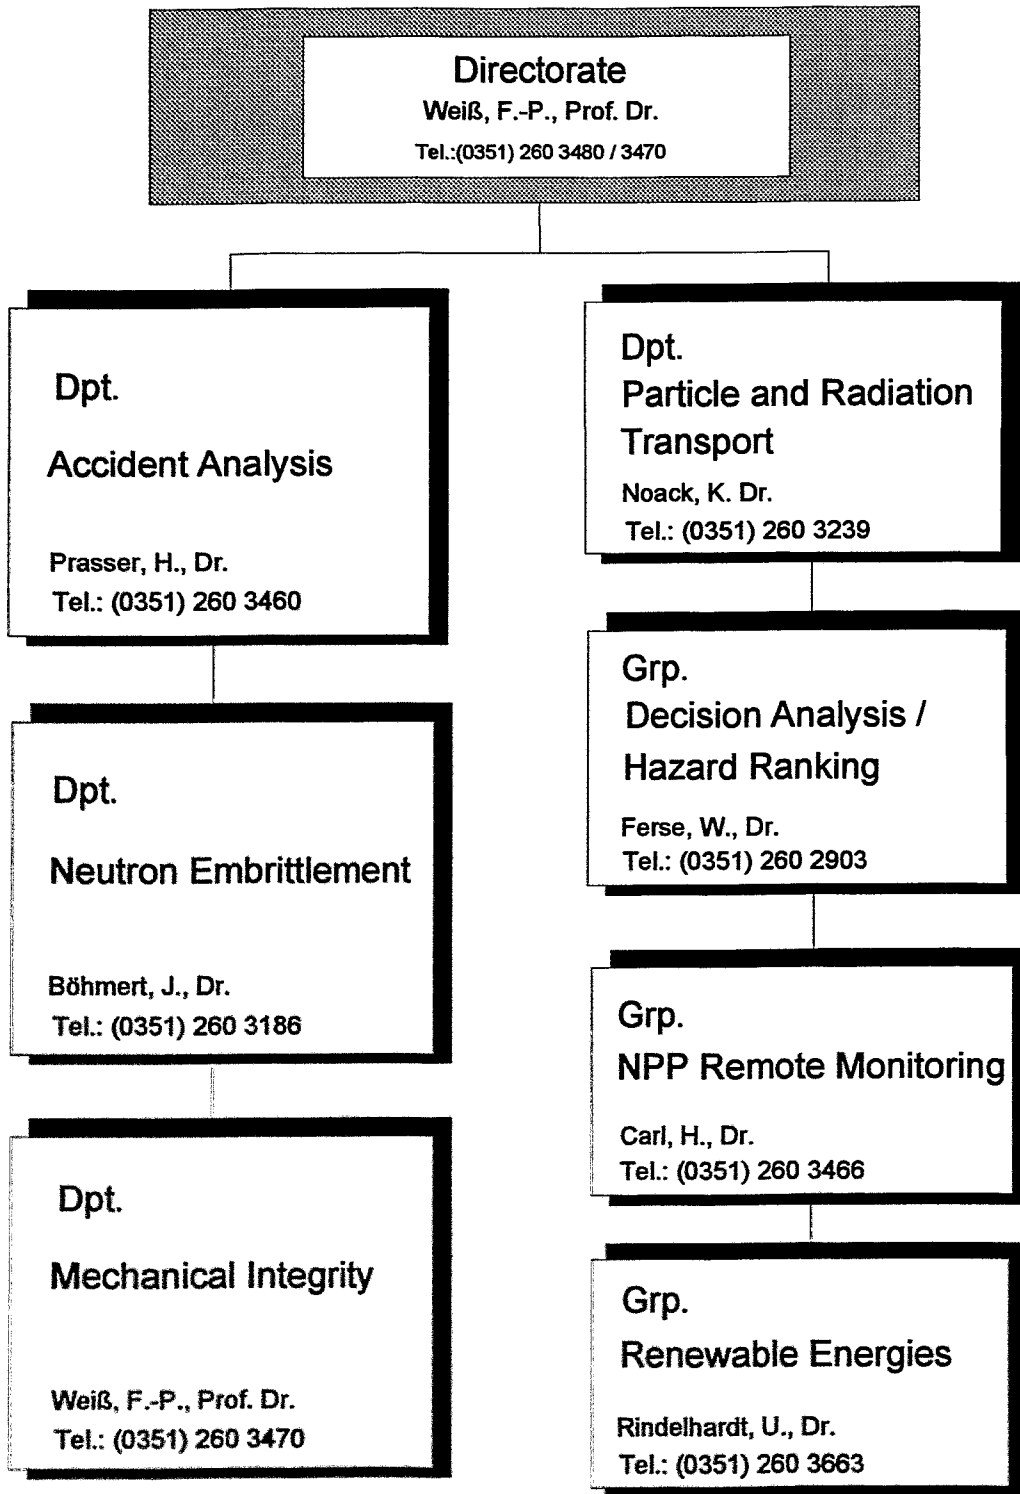 Directorate
Weiß, F.-P., Prof. Dr.
Tel.:(0351) 260 3480 / 3470
Dpt.
Accident Analysis
Prasser, H., Dr.
Tel.: (0351) 260 3460
Dpt.
Neutron Embrittlement
Böhmert, J., Dr.
Tel.: (0351) 260 3186
Dpt.
Mechanical Integrity
Weiß, F.-P., Prof. Dr.
Tel.: (0351) 260 3470
Dpt.
Particle and Radiation
Transport
Noack, K. Dr.
Tel.: (0351) 260 3239
Grp.
Decision Analysis /
Hazard Ranking
Ferse, W., Dr.
Tel.: (0351) 260 2903
Grp.
NPP Remote Monitoring
Carl, H., Dr.
Tel.: (0351) 260 3466
Grp.
Renewable Energies
Rindelhardt, U., Dr.
Tel.: (0351) 260 3663